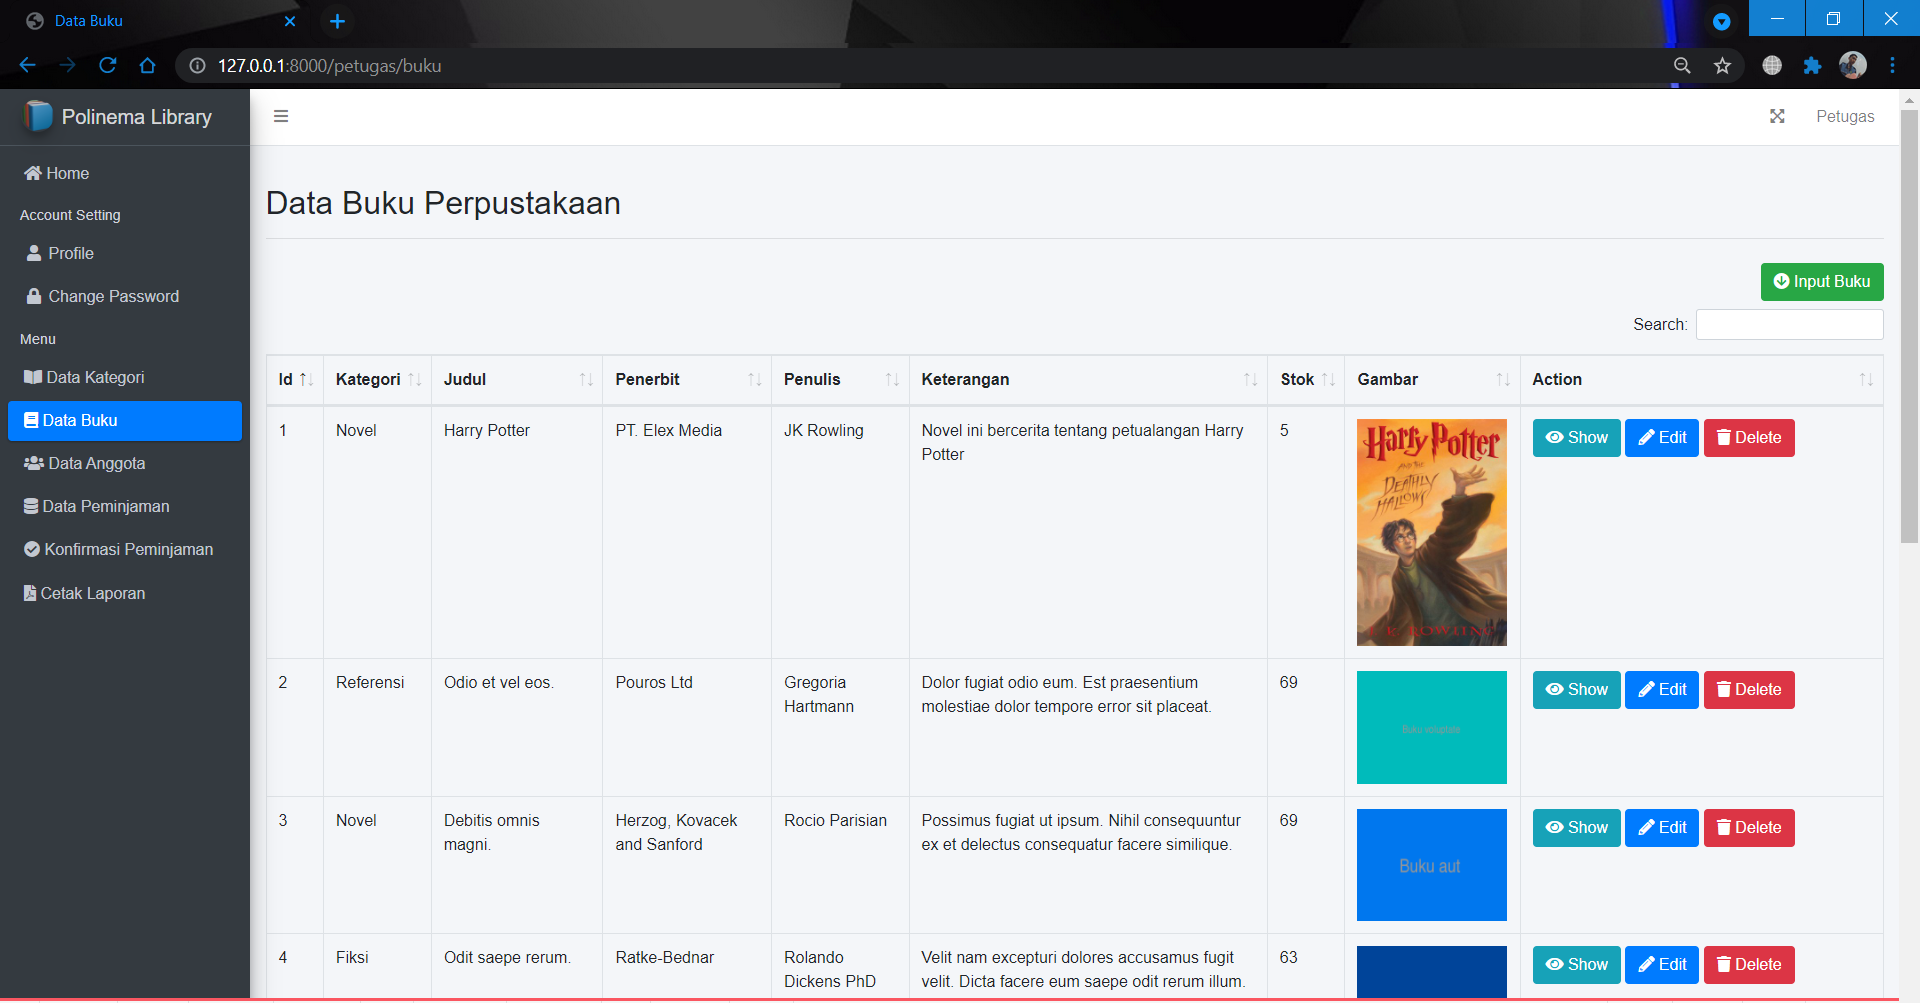 Data Buku
127.0.0.1:8000/petugas/buku
Polinema Library
Petugas
Home
Account Setting
Profile
Change Password
Menu
Data Kategori
Data Buku
Data Anggota
Data Peminjaman
Konfirmasi Peminjaman
Cetak Laporan
Data Buku Perpustakaan
Input Buku
Search:
Id Kategori Judul Penerbit Penulis Keterangan Stok Gambar Action
1 Novel Harry Potter PT. Elex Media JK Rowling Novel ini bercerita tentang petualangan Harry 5 Show Edit Delete
Potter
Harry Potter
AND THE
DEATHLY
HALLOWS
J. K. ROWLING
2 Referensi Odio et vel eos. Pouros Ltd Gregoria Dolor fugiat odio eum. Est praesentium 69 Show Edit Delete
Hartmann molestiae dolor tempore error sit placeat.
Buku voluptate
3 Novel Debitis omnis Herzog, Kovacek Rocio Parisian Possimus fugiat ut ipsum. Nihil consequuntur 69 Show Edit Delete
magni. and Sanford ex et delectus consequatur facere similique.
Buku aut
4 Fiksi Odit saepe rerum. Ratke-Bednar Rolando Velit nam excepturi dolores accusamus fugit 63 Show Edit Delete
Dickens PhD velit. Dicta facere eum saepe odit rerum illum.